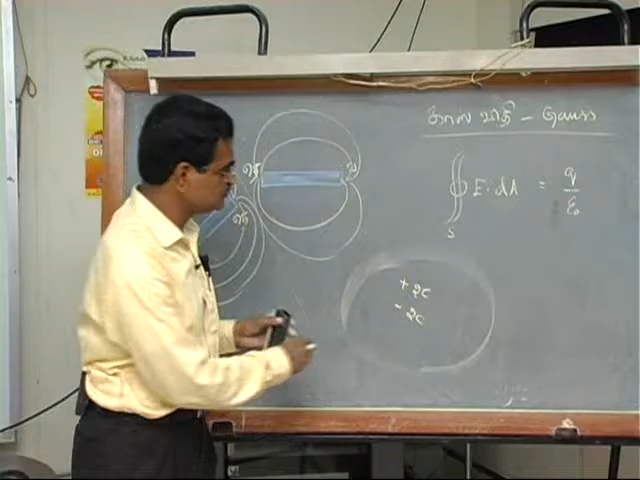 காஸ் விதி - Gauss
∮ E · dA = q / ε₀
S
+ 2C
- 2C
வ
தெ
தெ